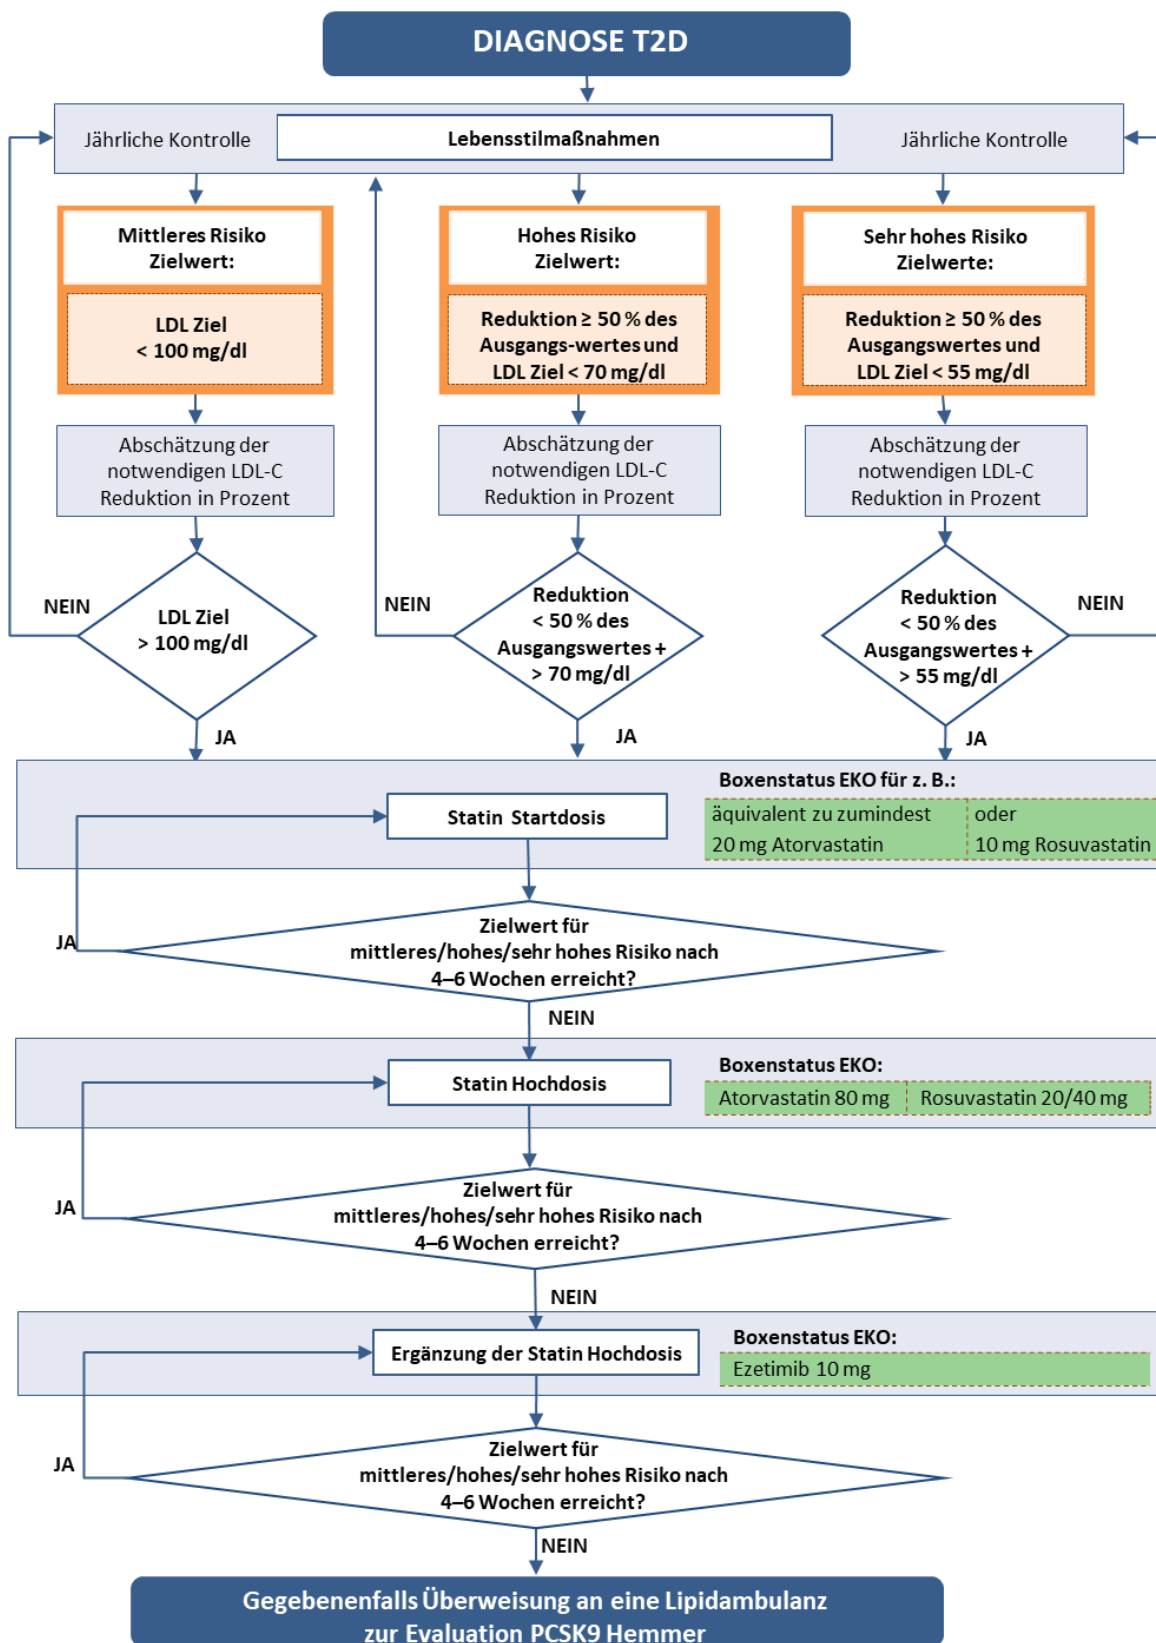 DIAGNOSE T2D
Jährliche Kontrolle
Lebensstilmaßnahmen
Jährliche Kontrolle
Mittleres Risiko
Zielwert:
LDL Ziel
< 100 mg/dl
Hohes Risiko
Zielwert:
Reduktion ≥ 50 % des
Ausgangs-wertes und
LDL Ziel < 70 mg/dl
Sehr hohes Risiko
Zielwerte:
Reduktion ≥ 50 % des
Ausgangswertes und
LDL Ziel < 55 mg/dl
Abschätzung der
notwendigen LDL-C
Reduktion in Prozent
Abschätzung der
notwendigen LDL-C
Reduktion in Prozent
Abschätzung der
notwendigen LDL-C
Reduktion in Prozent
NEIN
LDL Ziel
> 100 mg/dl
JA
NEIN
Reduktion
< 50 % des
Ausgangswertes +
> 70 mg/dl
JA
Reduktion
< 50 % des
Ausgangswertes +
> 55 mg/dl
NEIN
JA
Statin Startdosis
Boxenstatus EKO für z. B.:
äquivalent zu zumindest
20 mg Atorvastatin
oder
10 mg Rosuvastatin
JA
Zielwert für
mittleres/hohes/sehr hohes Risiko nach
4–6 Wochen erreicht?
NEIN
Statin Hochdosis
Boxenstatus EKO:
Atorvastatin 80 mg
Rosuvastatin 20/40 mg
JA
Zielwert für
mittleres/hohes/sehr hohes Risiko nach
4–6 Wochen erreicht?
NEIN
Ergänzung der Statin Hochdosis
Boxenstatus EKO:
Ezetimib 10 mg
JA
Zielwert für
mittleres/hohes/sehr hohes Risiko nach
4–6 Wochen erreicht?
NEIN
Gegebenenfalls Überweisung an eine Lipidambulanz
zur Evaluation PCSK9 Hemmer